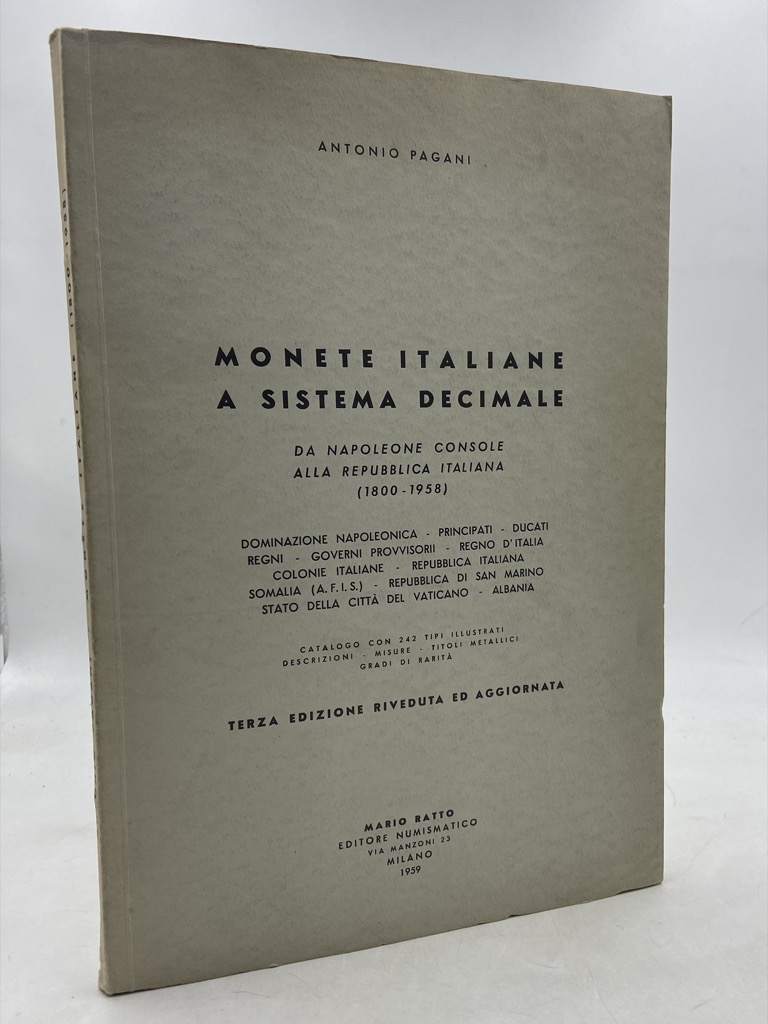 ANTONIO PAGANI
MONETE ITALIANE
A SISTEMA DECIMALE
DA NAPOLEONE CONSOLE
ALLA REPUBBLICA ITALIANA
(1800-1958)
DOMINAZIONE NAPOLEONICA - PRINCIPATI - DUCATI
REGNI - GOVERNI PROVVISORII - REGNO D'ITALIA
COLONIE ITALIANE - REPUBBLICA ITALIANA
SOMALIA (A.F.I.S.) - REPUBBLICA DI SAN MARINO
STATO DELLA CITTÀ DEL VATICANO - ALBANIA
CATALOGO CON 242 TIPI ILLUSTRATI
DESCRIZIONI - MISURE - TITOLI METALLICI
GRADI DI RARITÀ
TERZA EDIZIONE RIVEDUTA ED AGGIORNATA
MARIO RATTO
EDITORE NUMISMATICO
VIA MANZONI 23
MILANO
1959